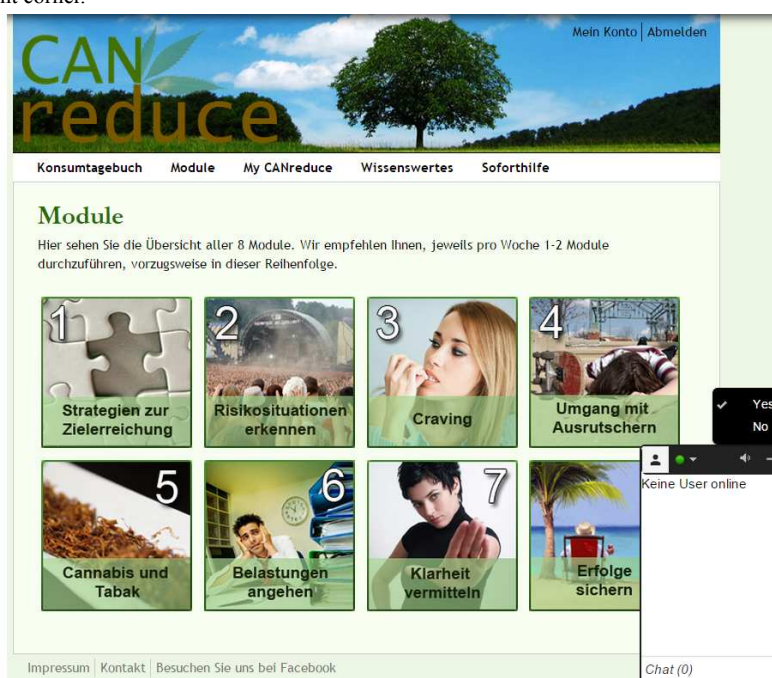 nt corner.
CAN
reduce
Mein Konto Abmelden
Konsumtagebuch Module My CANreduce Wissenswertes Soforthilfe
Module
Hier sehen Sie die Übersicht aller 8 Module. Wir empfehlen Ihnen, jeweils pro Woche 1-2 Module
durchzuführen, vorzugsweise in dieser Reihenfolge.
1
Strategien zur
Zielerreichung
2
Risikosituationen
erkennen
3
Craving
4
Umgang mit
Ausrutschern
Yes
No
5
Cannabis und
Tabak
6
Belastungen
angehen
7
Klarheit
vermitteln
Erfolge
sichern
Keine User online
Chat (0)
Impressum Kontakt Besuchen Sie uns bei Facebook